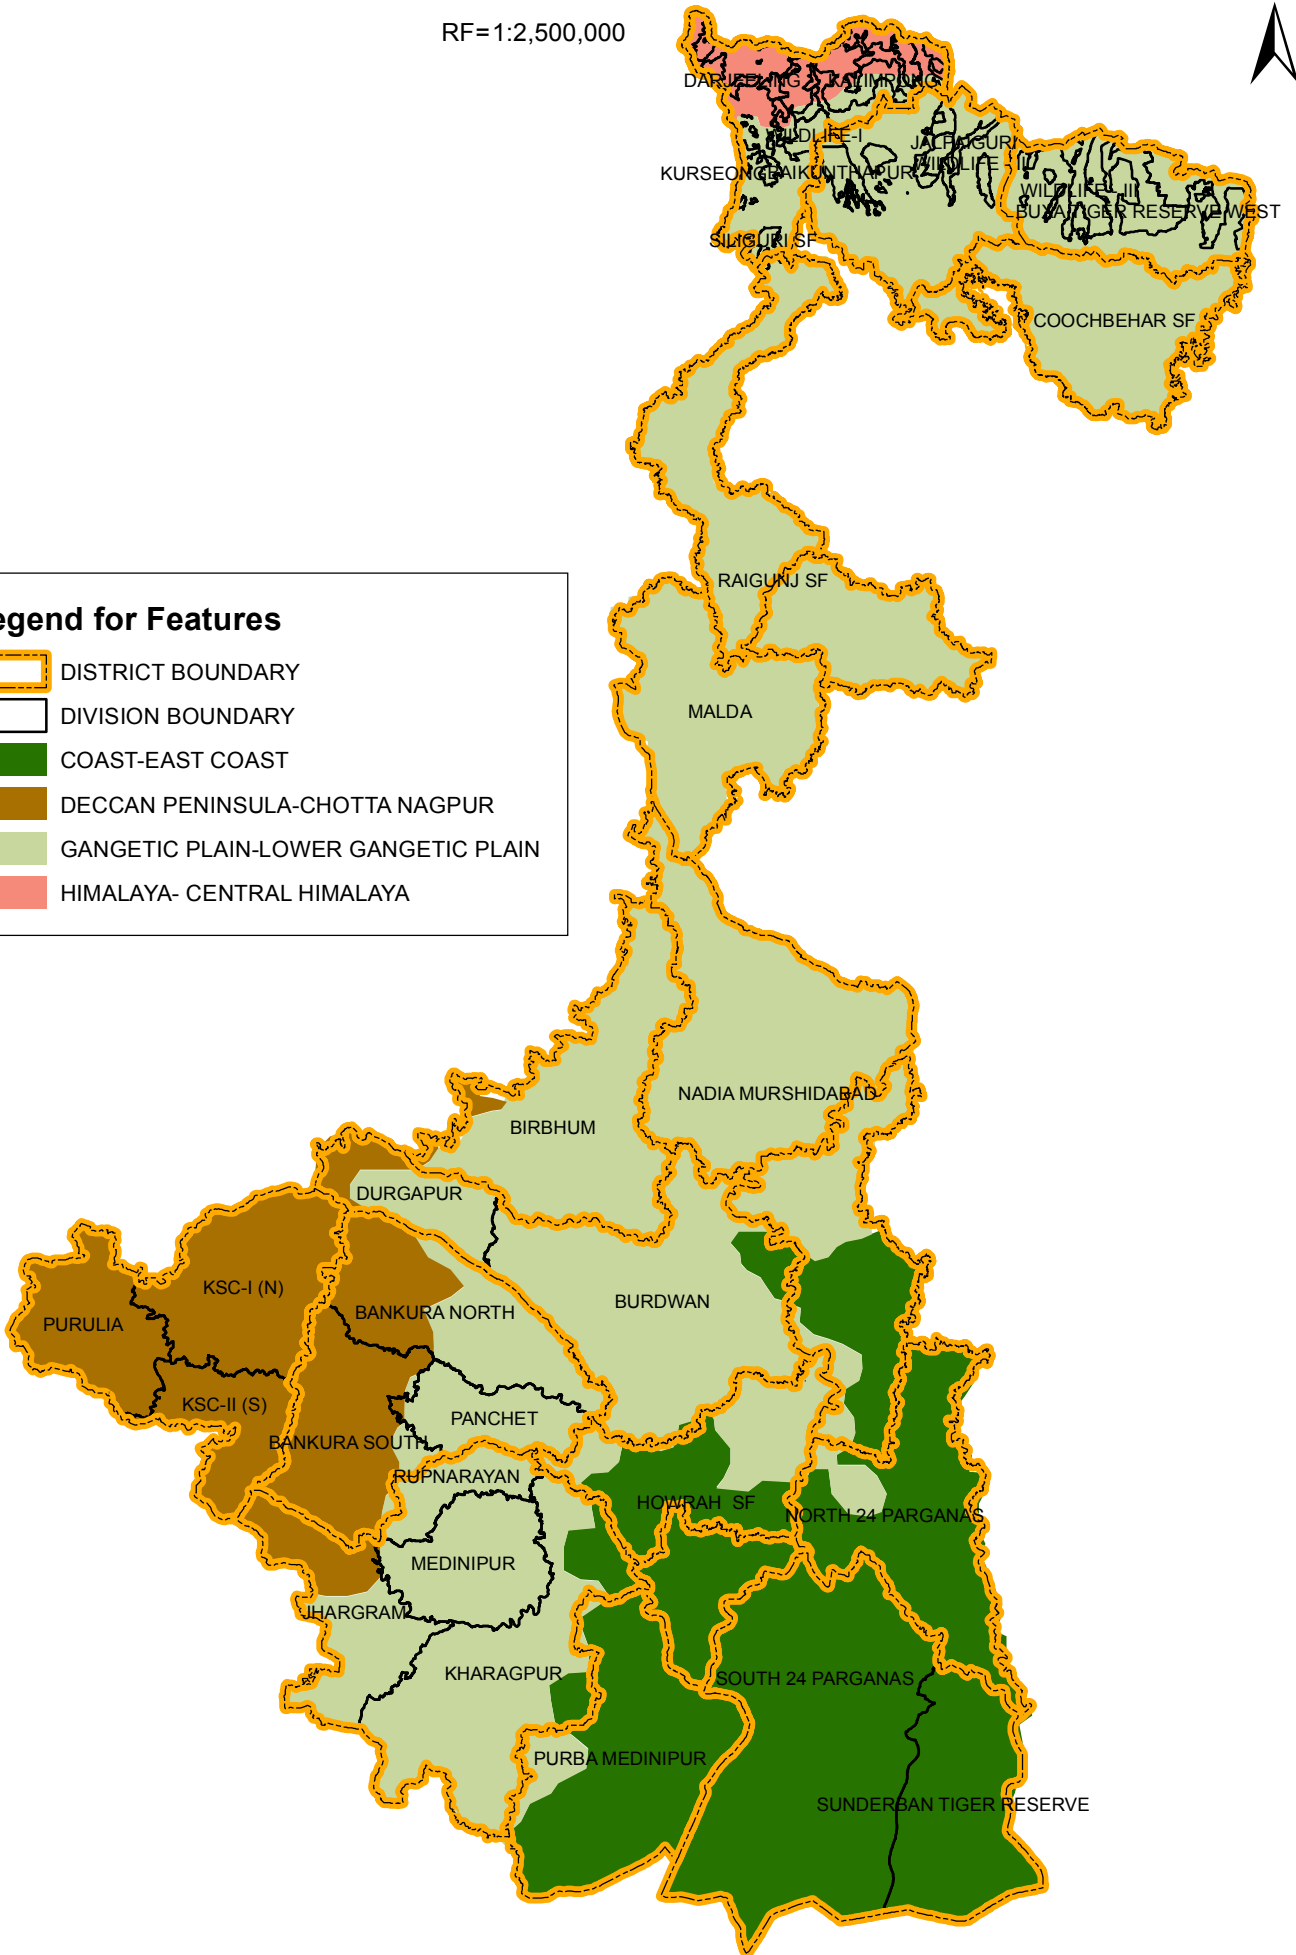 RF=1:2,500,000
DARJEELING
KALIMPONG
WILDLIFE-I
JALPAIGURI
WILDLIFE - II
KURSEONG
BAIKUNTHAPUR
WILDLIFE - III
BUXA TIGER RESERVE WEST
SILIGURI SF
COOCHBEHAR SF
RAIGUNJ SF
MALDA
egend for Features
DISTRICT BOUNDARY
DIVISION BOUNDARY
COAST-EAST COAST
DECCAN PENINSULA-CHOTTA NAGPUR
GANGETIC PLAIN-LOWER GANGETIC PLAIN
HIMALAYA- CENTRAL HIMALAYA
NADIA MURSHIDABAD
BIRBHUM
DURGAPUR
KSC-I (N)
BURDWAN
BANKURA NORTH
PURULIA
KSC-II (S)
PANCHET
BANKURA SOUTH
RUPNARAYAN
HOWRAH SF
NORTH 24 PARGANAS
MEDINIPUR
JHARGRAM
KHARAGPUR
SOUTH 24 PARGANAS
PURBA MEDINIPUR
SUNDERBAN TIGER RESERVE